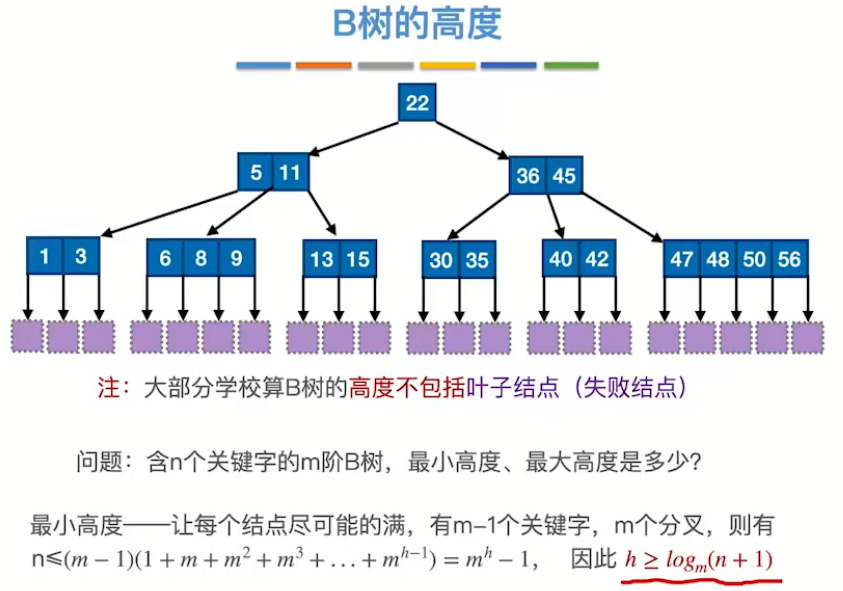 B树的高度
22
5 11
36 45
1 3
6 8 9
13 15
30 35
40 42
47 48 50 56
注：大部分学校算B树的高度不包括叶子结点（失败结点）
问题：含n个关键字的m阶B树，最小高度、最大高度是多少？
最小高度——让每个结点尽可能的满，有m-1个关键字，m个分叉，则有
n≤(m − 1)(1 + m + m² + m³ + … + mʰ⁻¹) = mʰ − 1， 因此 h ≥ logₘ(n + 1)